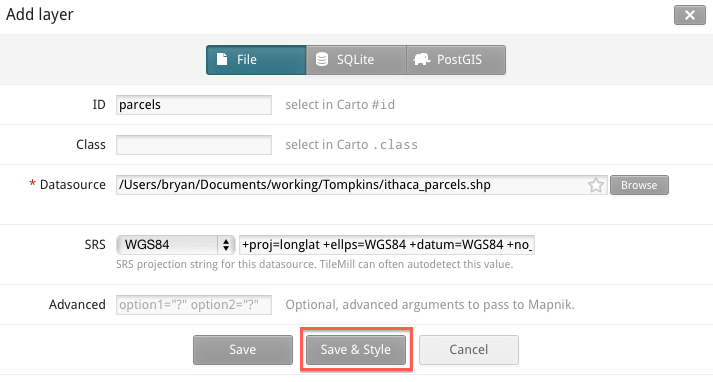 Add layer
File SQLite PostGIS
ID parcels select in Carto #id
Class select in Carto .class
* Datasource /Users/bryan/Documents/working/Tompkins/ithaca_parcels.shp Browse
SRS WGS84 +proj=longlat +ellps=WGS84 +datum=WGS84 +no_
SRS projection string for this datasource. TileMill can often autodetect this value.
Advanced option1="?" option2="?" Optional, advanced arguments to pass to Mapnik.
Save Save & Style Cancel